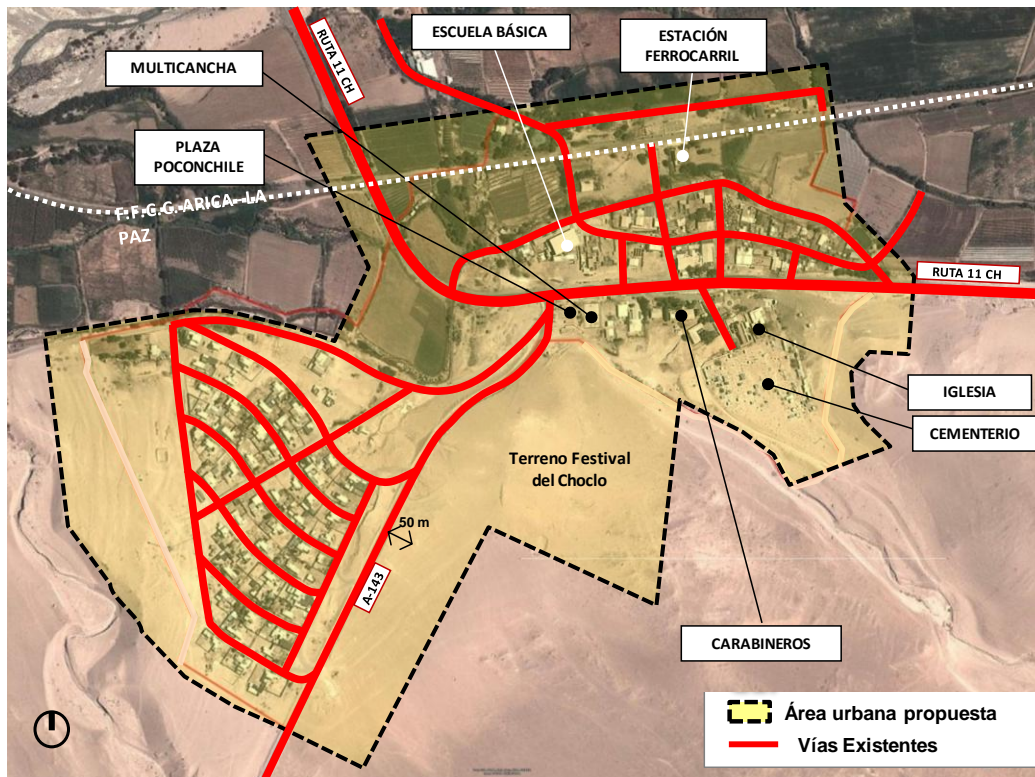 RUTA 11 CH
ESCUELA BÁSICA
ESTACIÓN
FERROCARRIL
MULTICANCHA
PLAZA
POCONCHILE
F.F.C.C. ARICA -LA
PAZ
RUTA 11 CH
IGLESIA
CEMENTERIO
Terreno Festival
del Choclo
50 m
A-143
CARABINEROS
Área urbana propuesta
Vías Existentes